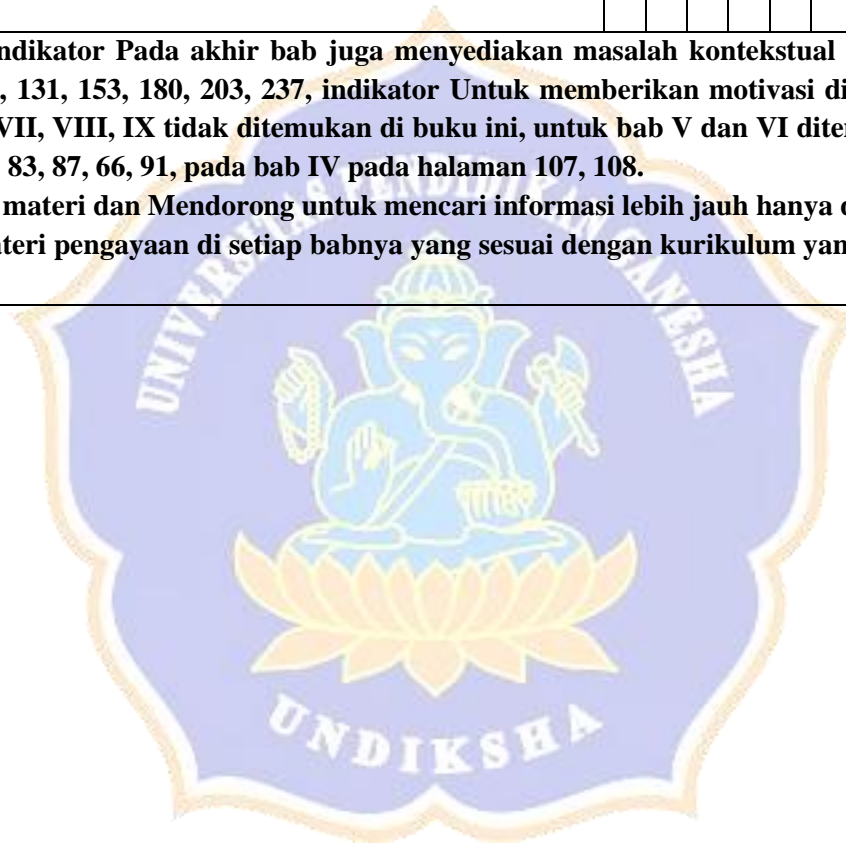 ndikator Pada akhir bab juga menyediakan masalah kontekstual
, 131, 153, 180, 203, 237, indikator Untuk memberikan motivasi di
VII, VIII, IX tidak ditemukan di buku ini, untuk bab V dan VI diter
83, 87, 66, 91, pada bab IV pada halaman 107, 108.
materi dan Mendorong untuk mencari informasi lebih jauh hanya d
teri pengayaan di setiap babnya yang sesuai dengan kurikulum yan
UNIVERSITAS PENDIDIKAN GANESHA
UNDIKSHA